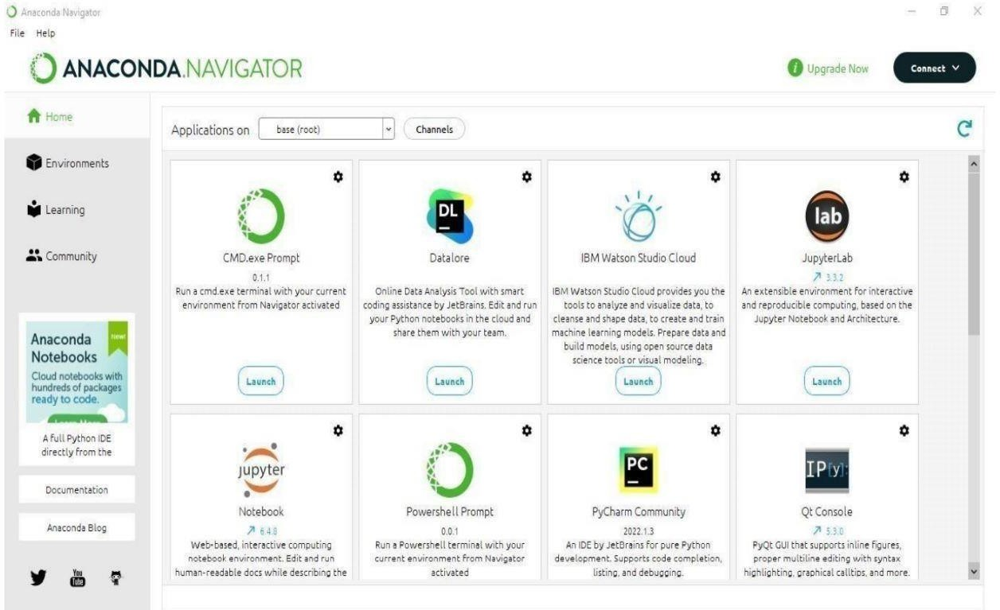 Anaconda Navigator
File Help
ANACONDA.NAVIGATOR
i Upgrade Now
Connect
Home
Environments
Learning
Community
Applications on base (root) Channels
CMD.exe Prompt
0.1.1
Run a cmd.exe terminal with your current
environment from Navigator activated
Launch
DL
Datalore
Online Data Analysis Tool with smart
coding assistance by JetBrains. Edit and run
your Python notebooks in the cloud and
share them with your team.
Launch
IBM Watson Studio Cloud
IBM Watson Studio Cloud provides you the
tools to analyze and visualize data, to
cleanse and shape data, to create and train
machine learning models. Prepare data and
build models, using open source data
science tools or visual modeling.
Launch
lab
JupyterLab
3.3.2
An extensible environment for interactive
and reproducible computing, based on the
Jupyter Notebook and Architecture.
Launch
jupyter
Notebook
6.4.8
Web-based, interactive computing
notebook environment. Edit and run
human-readable docs while describing the
Powershell Prompt
0.0.1
Run a Powershell terminal with your
current environment from Navigator
activated
PC
PyCharm Community
2022.1.3
An IDE by JetBrains for pure Python
development. Supports code completion,
listing, and debugging.
IP[y]:
Qt Console
5.3.0
PyQt GUI that supports inline figures,
proper multiline editing with syntax
highlighting, graphical calltips, and more.
Anaconda
Notebooks
New!
Cloud notebooks with
hundreds of packages
ready to code.
Learn More
A full Python IDE
directly from the
Documentation
Anaconda Blog
You
Tube